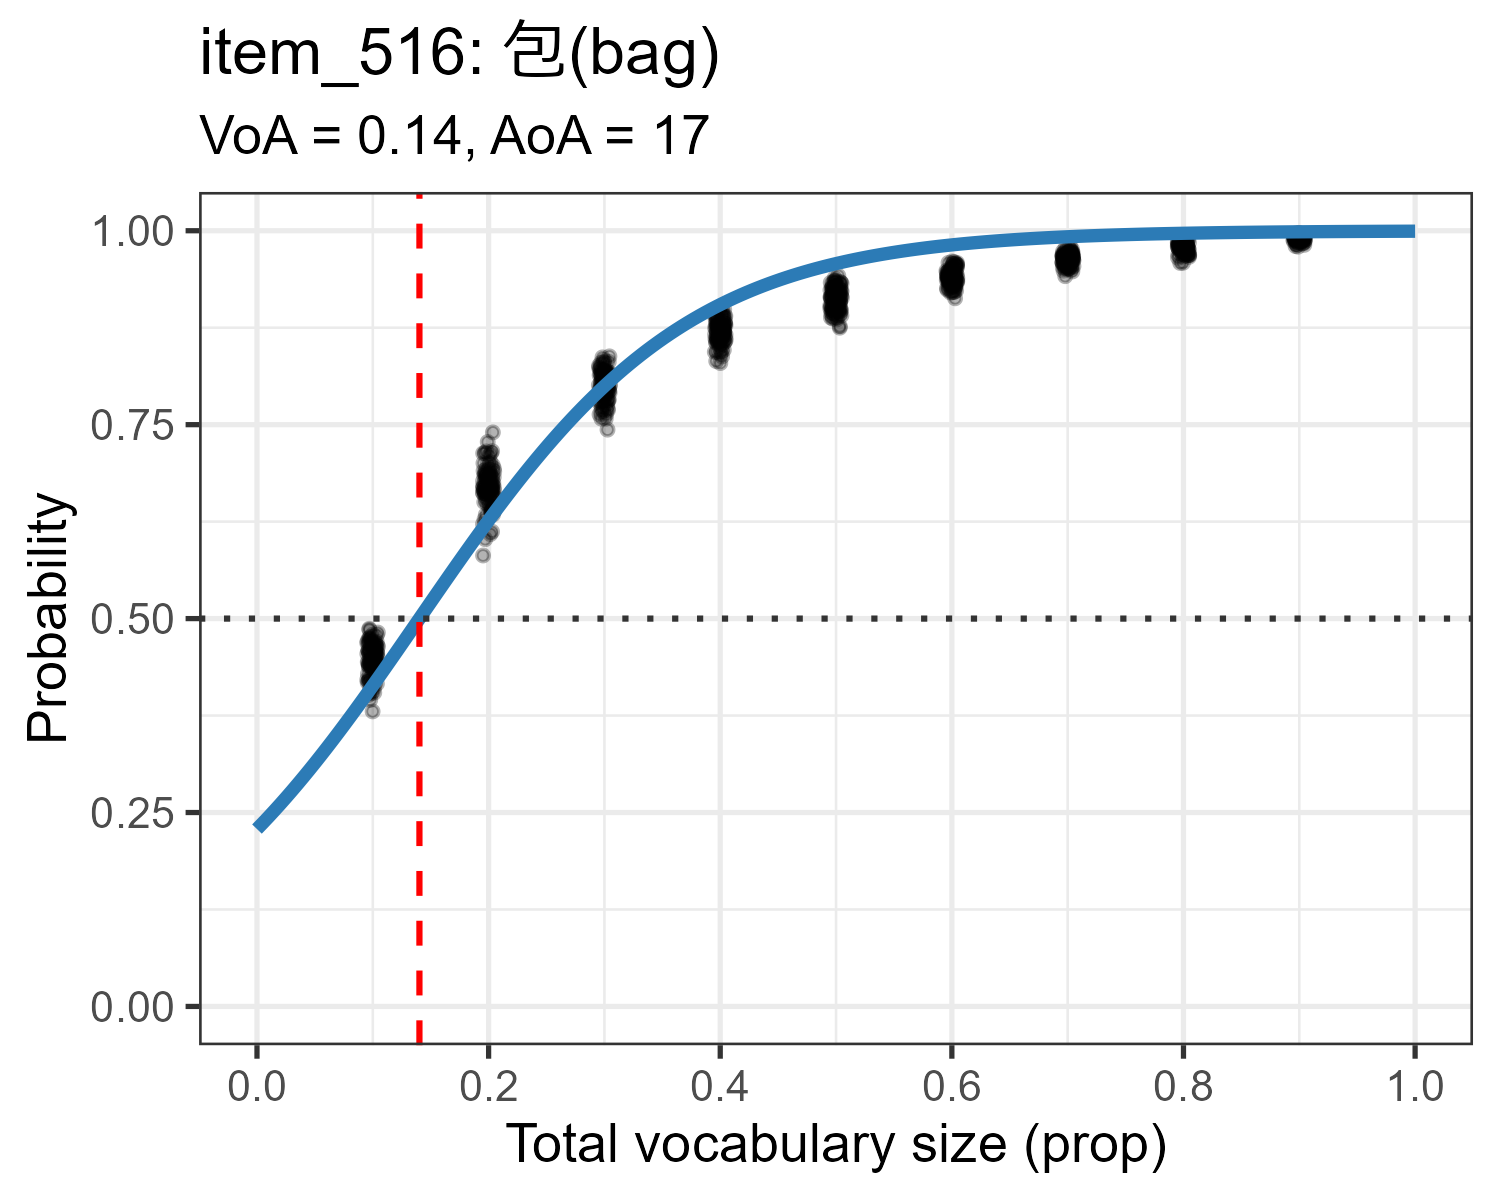 item_516: 包(bag)
VoA = 0.14, AoA = 17
1.00
0.75
0.50
0.25
0.00
Probability
0.0 0.2 0.4 0.6 0.8 1.0
Total vocabulary size (prop)